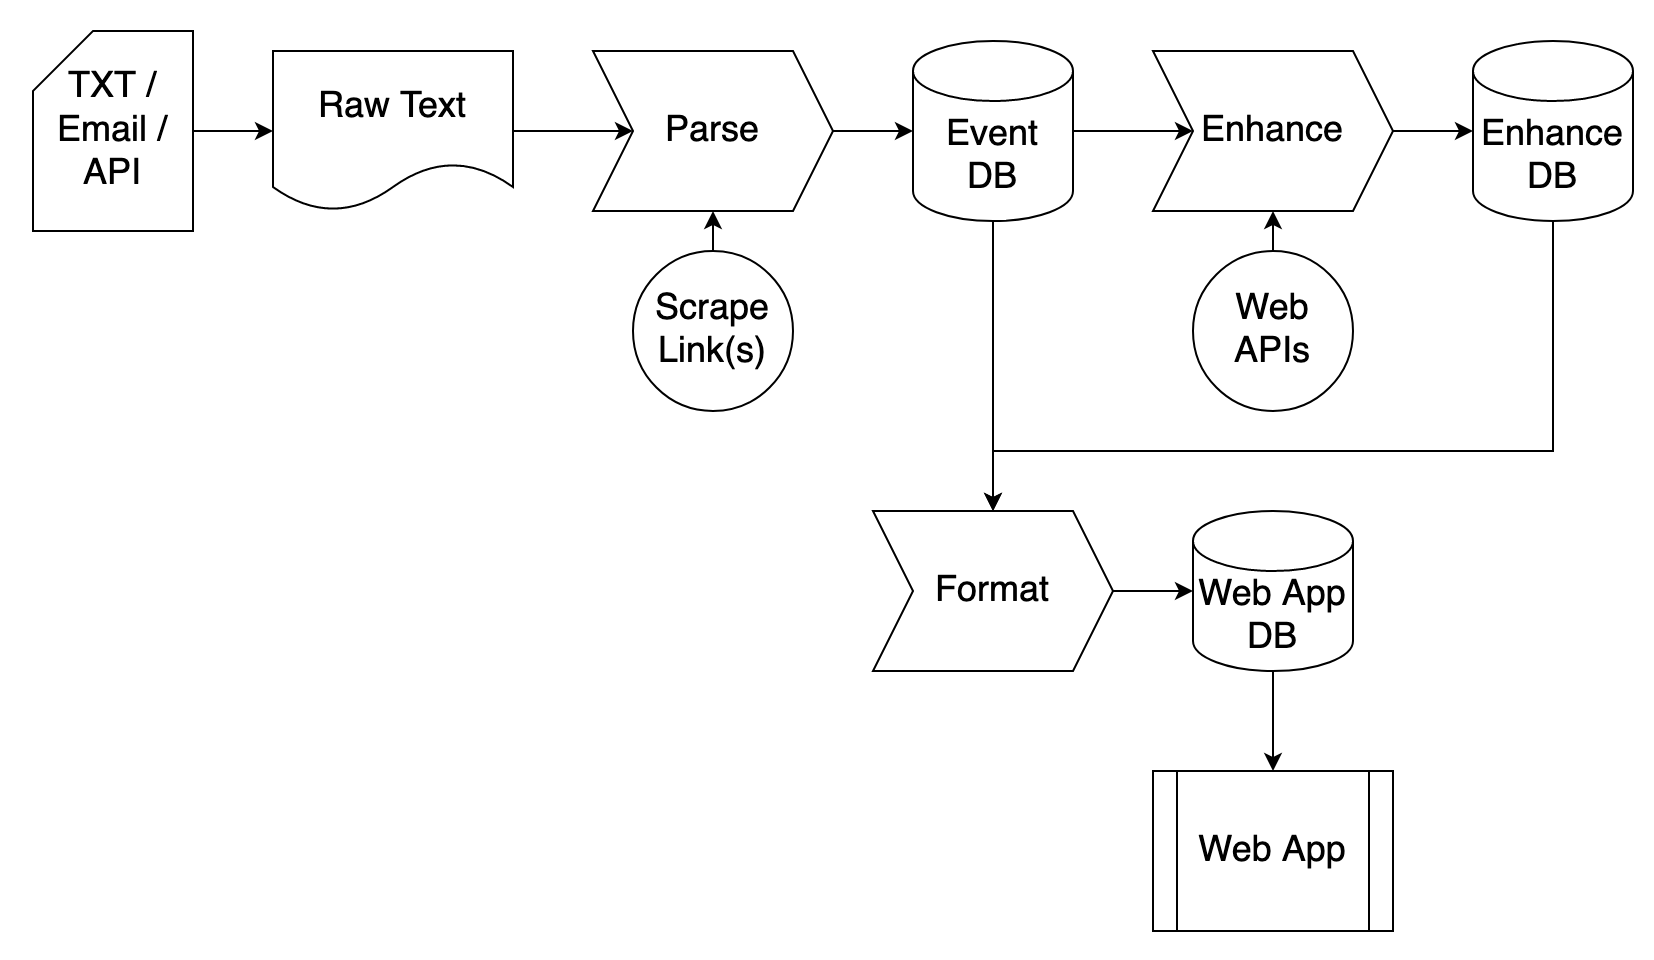 TXT /
Email /
API
Raw Text
Parse
Event
DB
Enhance
Enhance
DB
Scrape
Link(s)
Web
APIs
Format
Web App
DB
Web App